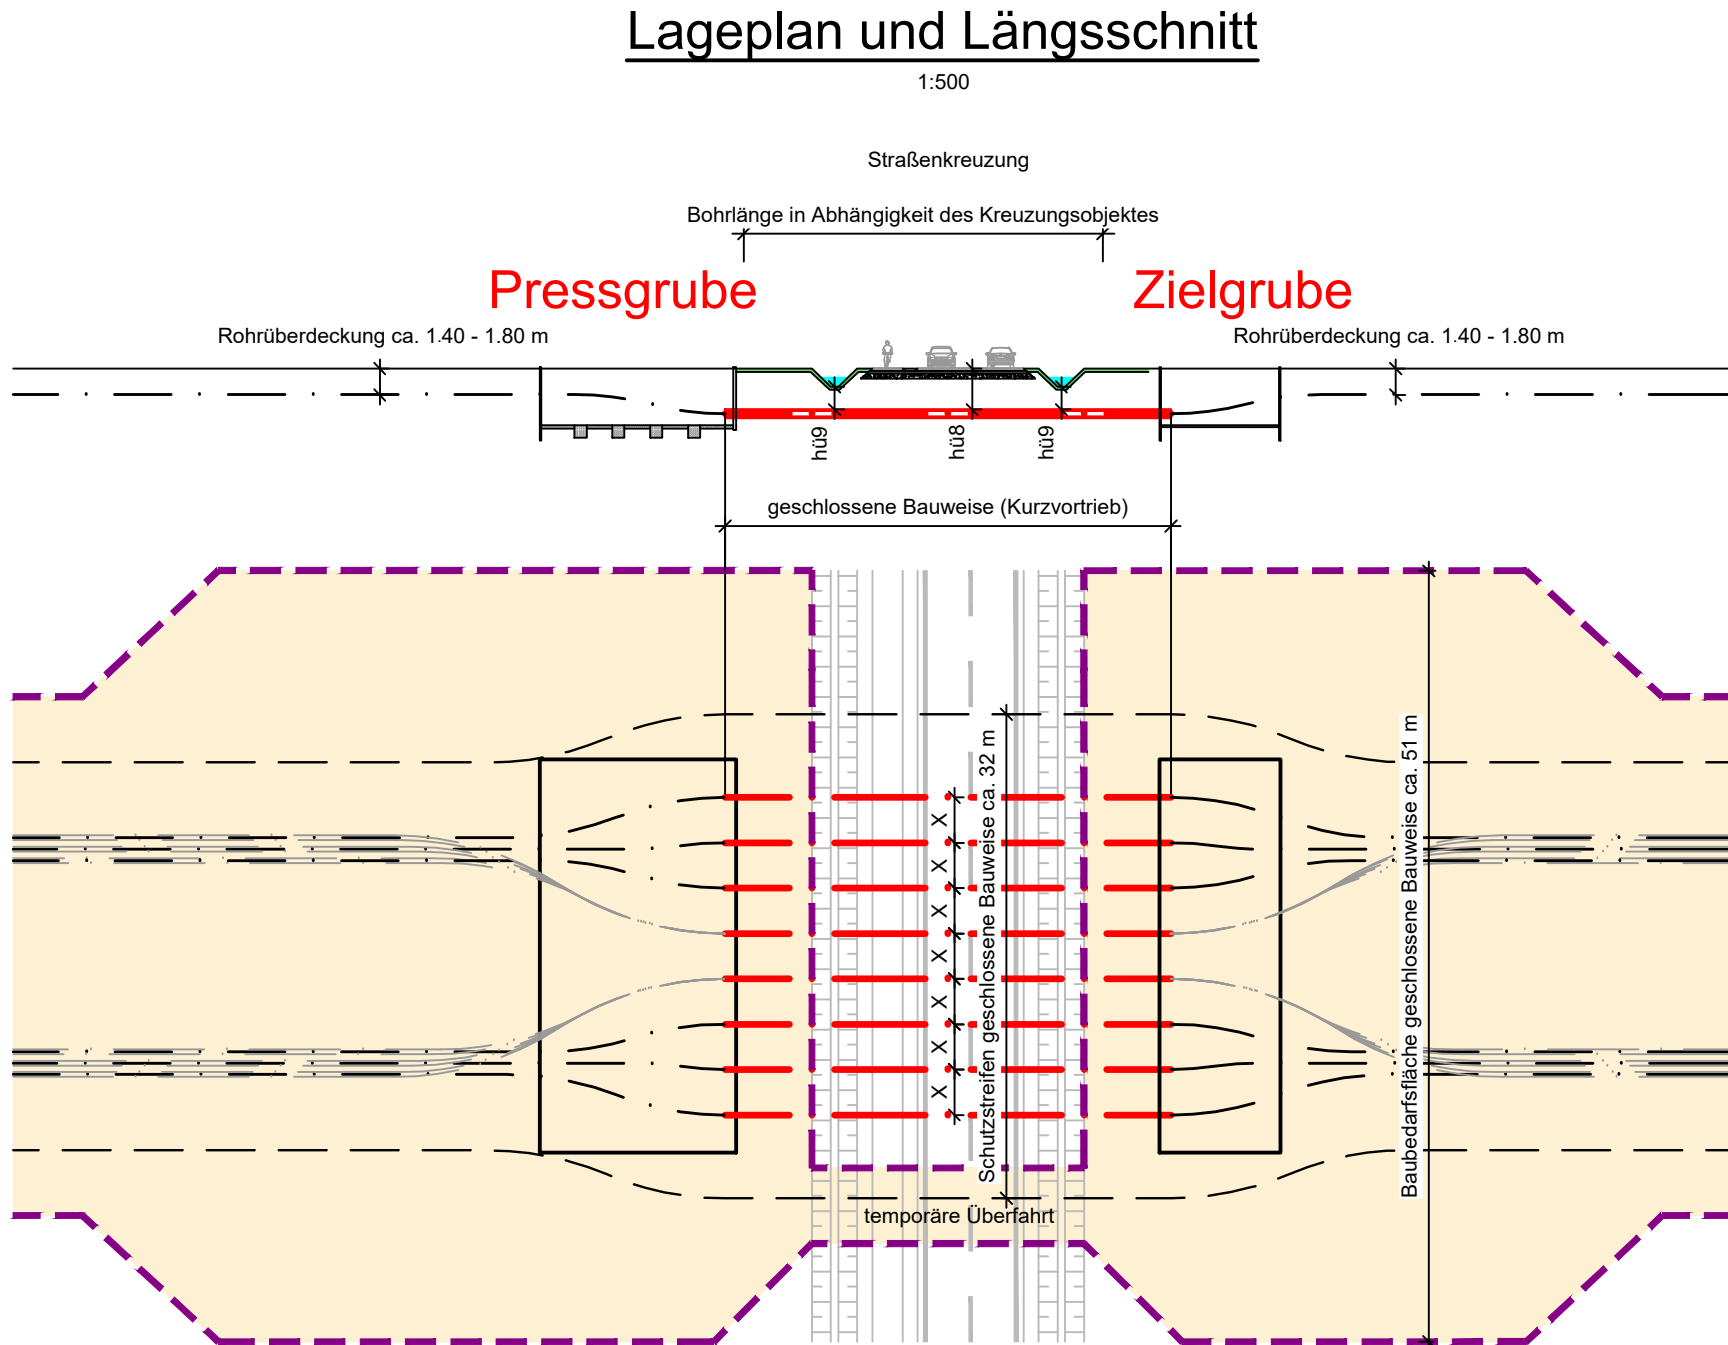 Lageplan und Längsschnitt
1:500
Straßenkreuzung
Bohrlänge in Abhängigkeit des Kreuzungsobjektes
Pressgrube
Zielgrube
Rohrüberdeckung ca. 1.40 - 1.80 m
Rohrüberdeckung ca. 1.40 - 1.80 m
hü9
hü8
hü9
geschlossene Bauweise (Kurzvortrieb)
X
X
X
X
X
X
X
Schutzstreifen geschlossene Bauweise ca. 32 m
Baubedarfsfläche geschlossene Bauweise ca. 51 m
temporäre Überfahrt